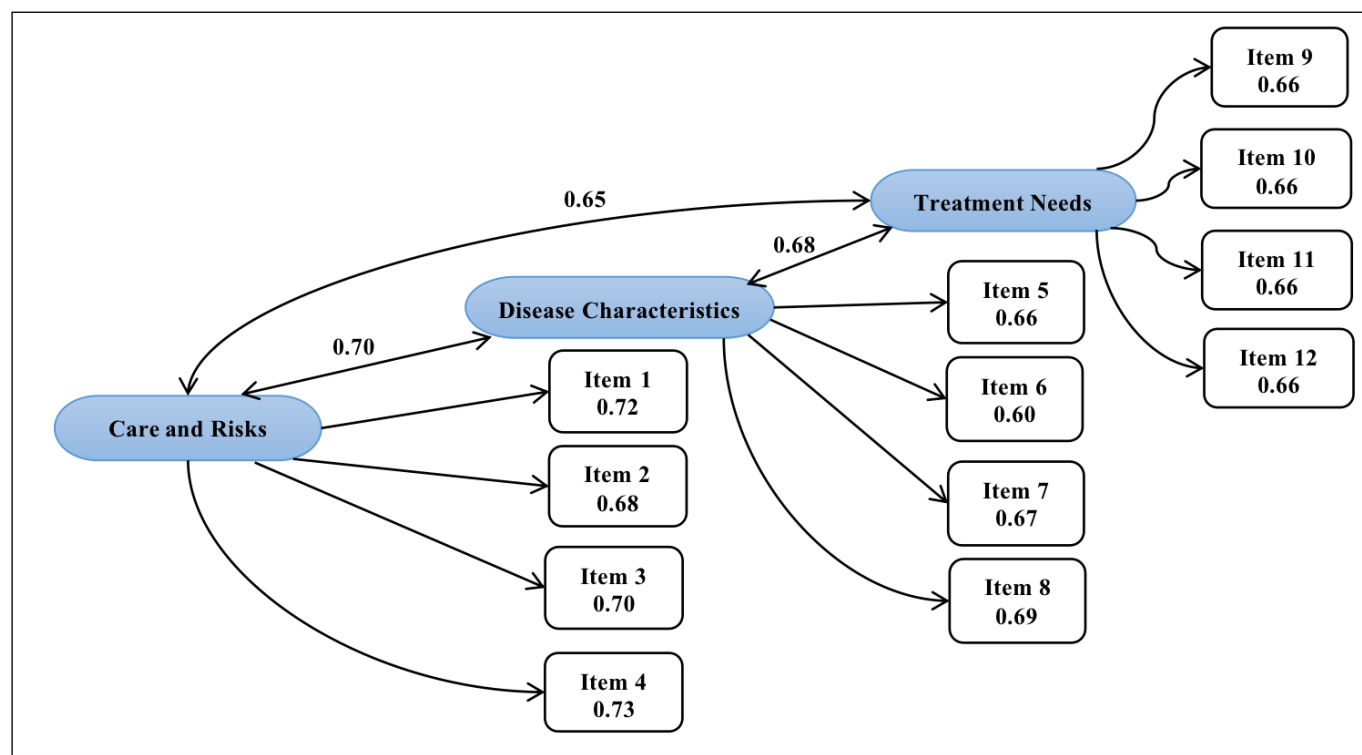 Item 9
0.66
Item 10
0.66
0.65
Treatment Needs
0.68
Item 11
0.66
Item 5
0.66
Disease Characteristics
0.70
Item 12
0.66
Item 1
0.72
Item 6
0.60
Care and Risks
Item 2
0.68
Item 7
0.67
Item 3
0.70
Item 8
0.69
Item 4
0.73